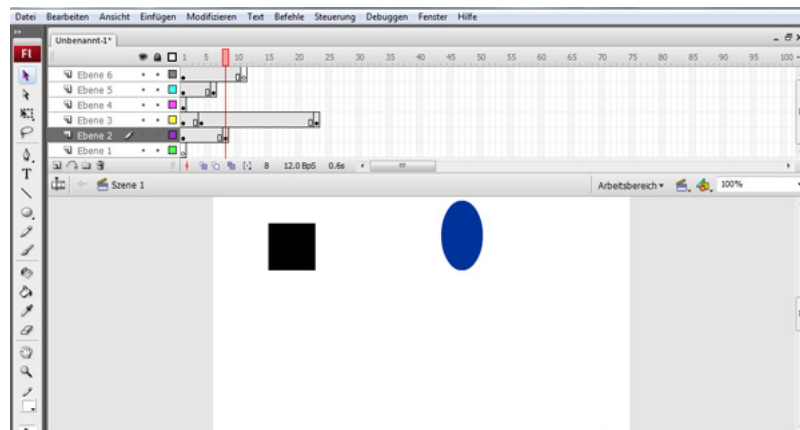 Datei Bearbeiten Ansicht Einfügen Modifizieren Text Befehle Steuerung Debuggen Fenster Hilfe
Unbenannt-1*
Fl
1 5 10 15 20 25 30 35 40 45 50 55 60 65 70 75 80 85 90 95 100
Ebene 6
Ebene 5
Ebene 4
Ebene 3
Ebene 2
Ebene 1
8 12.0 BpS 0.6s
Szene 1 Arbeitsbereich 100%
T